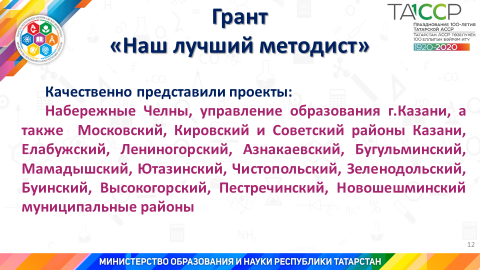 Грант
«Наш лучший методист»
ТАССР
ПРАЗДНОВАНИЕ 100-ЛЕТИЯ
ТАТАРСКОЙ АССР
1920-2020
Качественно представили проекты:
Набережные Челны, управление образования г.Казани, а
также Московский, Кировский и Советский районы Казани,
Елабужский, Лениногорский, Азнакаевский, Бугульминский,
Мамадышский, Ютазинский, Чистопольский, Зеленодольский,
Буинский, Высокогорский, Пестречинский, Новошешминский
муниципальные районы
12
МИНИСТЕРСТВО ОБРАЗОВАНИЯ И НАУКИ РЕСПУБЛИКИ ТАТАРСТАН